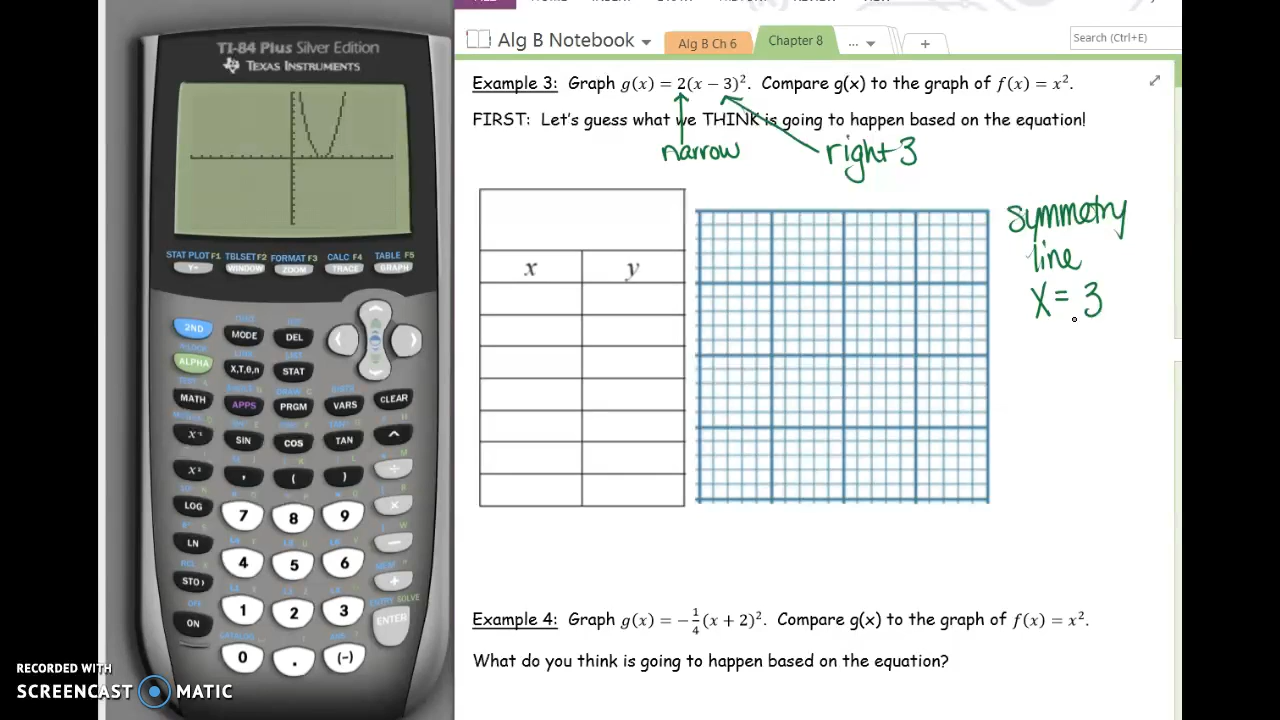 TI-84 Plus Silver Edition
TEXAS INSTRUMENTS
STAT PLOT F1 TBLSET F2 FORMAT F3 CALC F4 TABLE F5
Y= WINDOW ZOOM TRACE GRAPH
2ND MODE DEL
ALPHA X,T,θ,n STAT
MATH APPS PRGM VARS CLEAR
SIN COS TAN ^
x² , ( ) ÷
LOG 7 8 9 ×
LN 4 5 6 −
STO› 1 2 3 +
ON 0 . (−) ENTER
RECORDED WITH
SCREENCAST MATIC
Alg B Notebook
Alg B Ch 6
Chapter 8
...
+
Search (Ctrl+E)
Example 3: Graph g(x) = 2(x − 3)². Compare g(x) to the graph of f(x) = x².
FIRST: Let's guess what we THINK is going to happen based on the equation!
narrow
right 3
x y
symmetry
line
x = 3
Example 4: Graph g(x) = −1/4(x + 2)². Compare g(x) to the graph of f(x) = x².
What do you think is going to happen based on the equation?